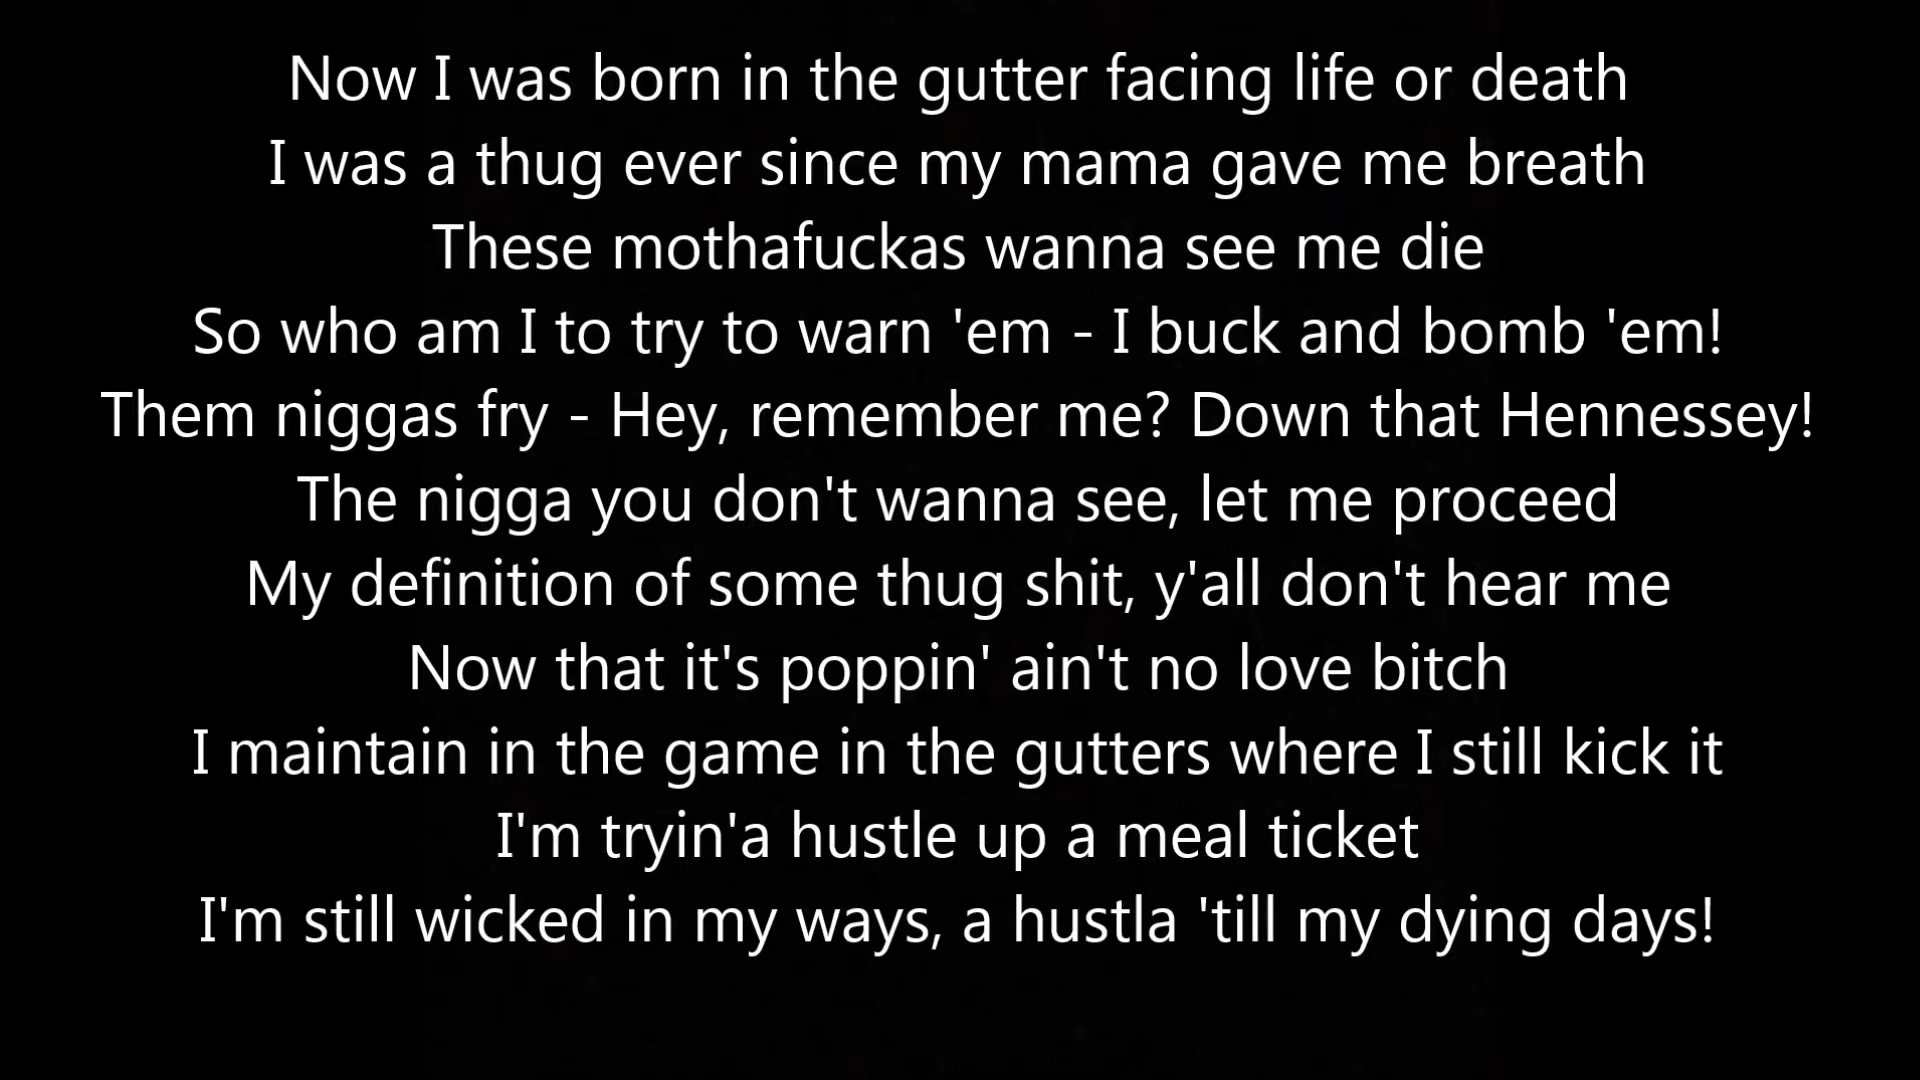 Now I was born in the gutter facing life or death
I was a thug ever since my mama gave me breath
These mothafuckas wanna see me die
So who am I to try to warn 'em - I buck and bomb 'em!
Them niggas fry - Hey, remember me? Down that Hennessey!
The nigga you don't wanna see, let me proceed
My definition of some thug shit, y'all don't hear me
Now that it's poppin' ain't no love bitch
I maintain in the game in the gutters where I still kick it
I'm tryin'a hustle up a meal ticket
I'm still wicked in my ways, a hustla 'till my dying days!